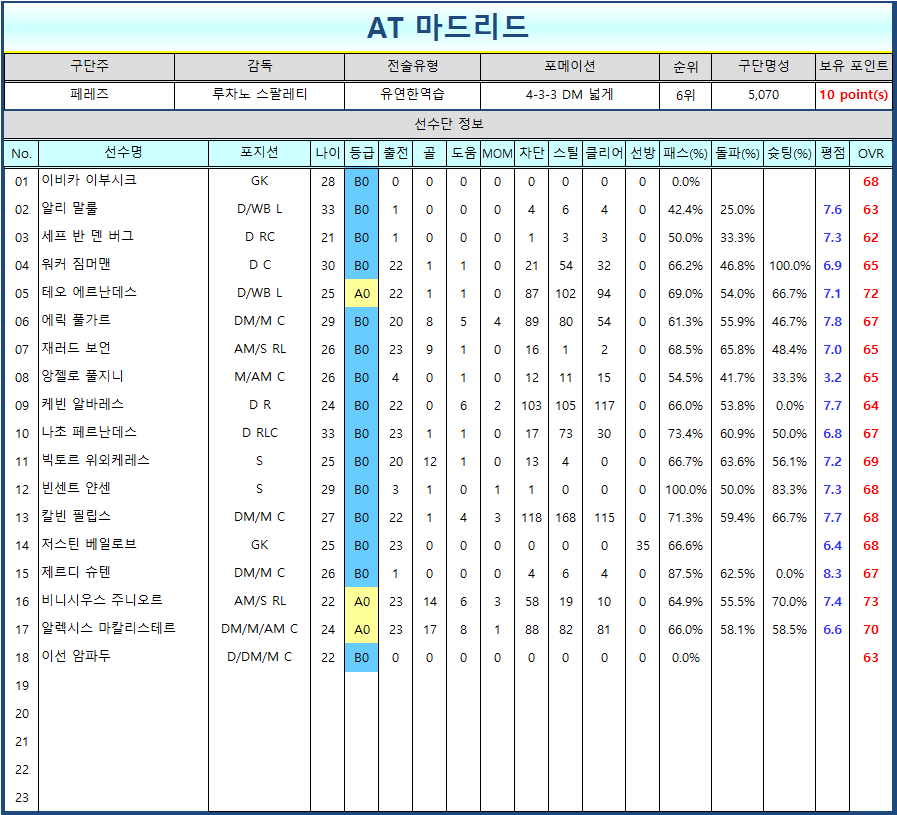 AT 마드리드
구단주 감독 전술유형 포메이션 순위 구단명성 보유 포인트
페레즈 루차노 스팔레티 유연한역습 4-3-3 DM 넓게 6위 5,070 10 point(s)
선수단 정보
No. 선수명 포지션 나이 등급 출전 골 도움 MOM 차단 스틸 클리어 선방 패스(%) 돌파(%) 슛팅(%) 평점 OVR
01 이비카 이부시크 GK 28 B0 0 0 0 0 0 0 0 0 0.0% 68
02 알리 말룰 D/WB L 33 B0 1 0 0 0 4 6 4 0 42.4% 25.0% 7.6 63
03 세프 반 덴 버그 D RC 21 B0 1 0 0 0 1 3 3 0 50.0% 33.3% 7.3 62
04 워커 짐머맨 D C 30 B0 22 1 1 0 21 54 32 0 66.2% 46.8% 100.0% 6.9 65
05 테오 에르난데스 D/WB L 25 A0 22 1 1 0 87 102 94 0 69.0% 54.0% 66.7% 7.1 72
06 에릭 풀가르 DM/M C 29 B0 20 8 5 4 89 80 54 0 61.3% 55.9% 46.7% 7.8 67
07 재러드 보언 AM/S RL 26 B0 23 9 1 0 16 1 2 0 68.5% 65.8% 48.4% 7.0 65
08 앙젤로 풀지니 M/AM C 26 B0 4 0 1 0 12 11 15 0 54.5% 41.7% 33.3% 3.2 65
09 케빈 알바레스 D R 24 B0 22 0 6 2 103 105 117 0 66.0% 53.8% 0.0% 7.7 64
10 나초 페르난데스 D RLC 33 B0 23 1 1 0 17 73 30 0 73.4% 60.9% 50.0% 6.8 67
11 빅토르 위외케레스 S 25 B0 20 12 1 0 13 4 0 0 66.7% 63.6% 56.1% 7.2 69
12 빈센트 얀센 S 29 B0 3 1 0 1 1 0 0 0 100.0% 50.0% 83.3% 7.3 68
13 칼빈 필립스 DM/M C 27 B0 22 1 4 3 118 168 115 0 71.3% 59.4% 66.7% 7.7 68
14 저스틴 베일로브 GK 25 B0 23 0 0 0 0 0 0 35 66.6% 6.4 68
15 제르디 슈텐 DM/M C 26 B0 1 0 0 0 4 6 4 0 87.5% 62.5% 0.0% 8.3 67
16 비니시우스 주니오르 AM/S RL 22 A0 23 14 6 3 58 19 10 0 64.9% 55.5% 70.0% 7.4 73
17 알렉시스 마칼리스테르 DM/M/AM C 24 A0 23 17 8 1 88 82 81 0 66.0% 58.1% 58.5% 6.6 70
18 이선 암파두 D/DM/M C 22 B0 0 0 0 0 0 0 0 0 0.0% 63
19
20
21
22
23